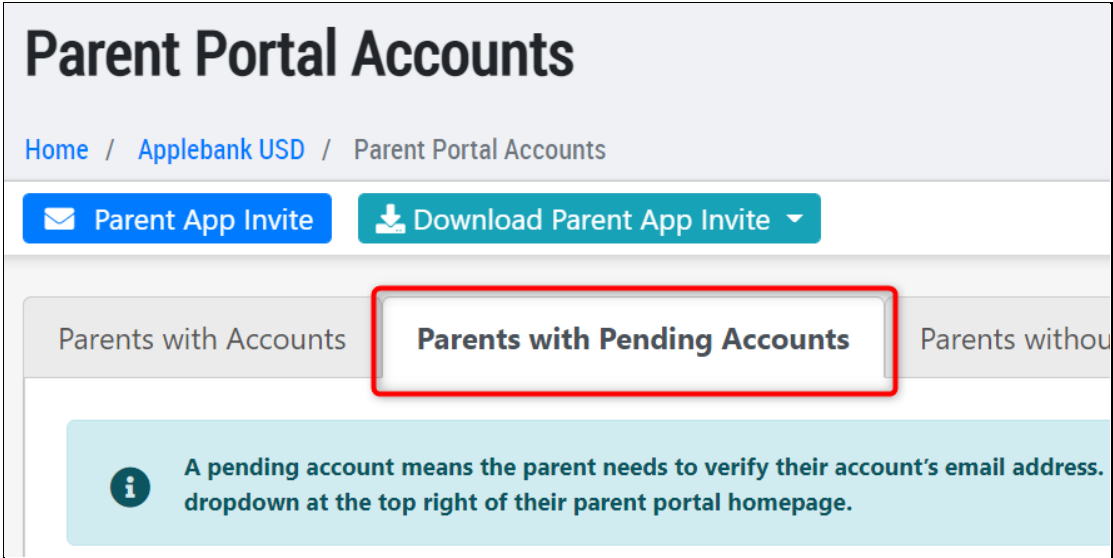 Parent Portal Accounts
Home / Applebank USD / Parent Portal Accounts
Parent App Invite Download Parent App Invite
Parents with Accounts Parents with Pending Accounts Parents withou
A pending account means the parent needs to verify their account's email address.
dropdown at the top right of their parent portal homepage.